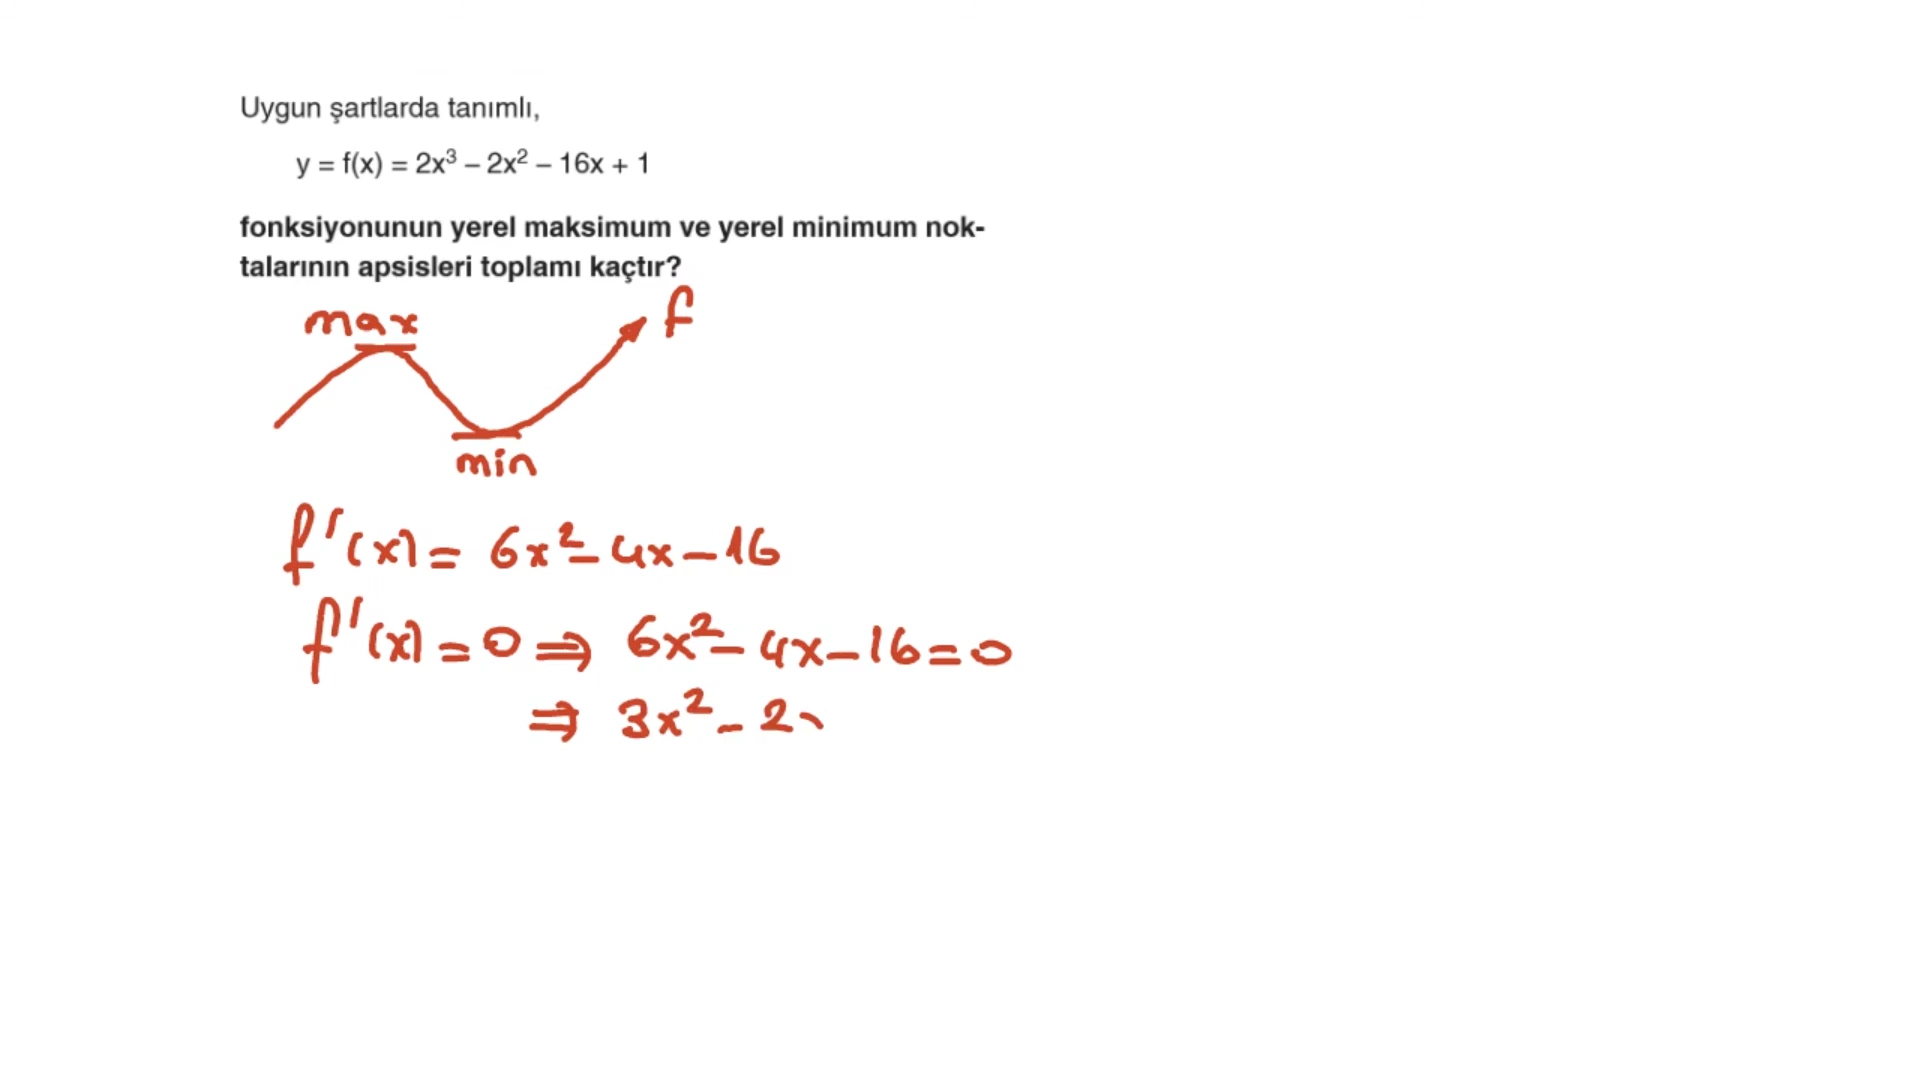 Uygun şartlarda tanımlı,
y = f(x) = 2x³ – 2x² – 16x + 1
fonksiyonunun yerel maksimum ve yerel minimum nok-
talarının apsisleri toplamı kaçtır?
max
f
min
f'(x) = 6x² – 4x – 16
f'(x) = 0 ⇒ 6x² – 4x – 16 = 0
⇒ 3x² – 2